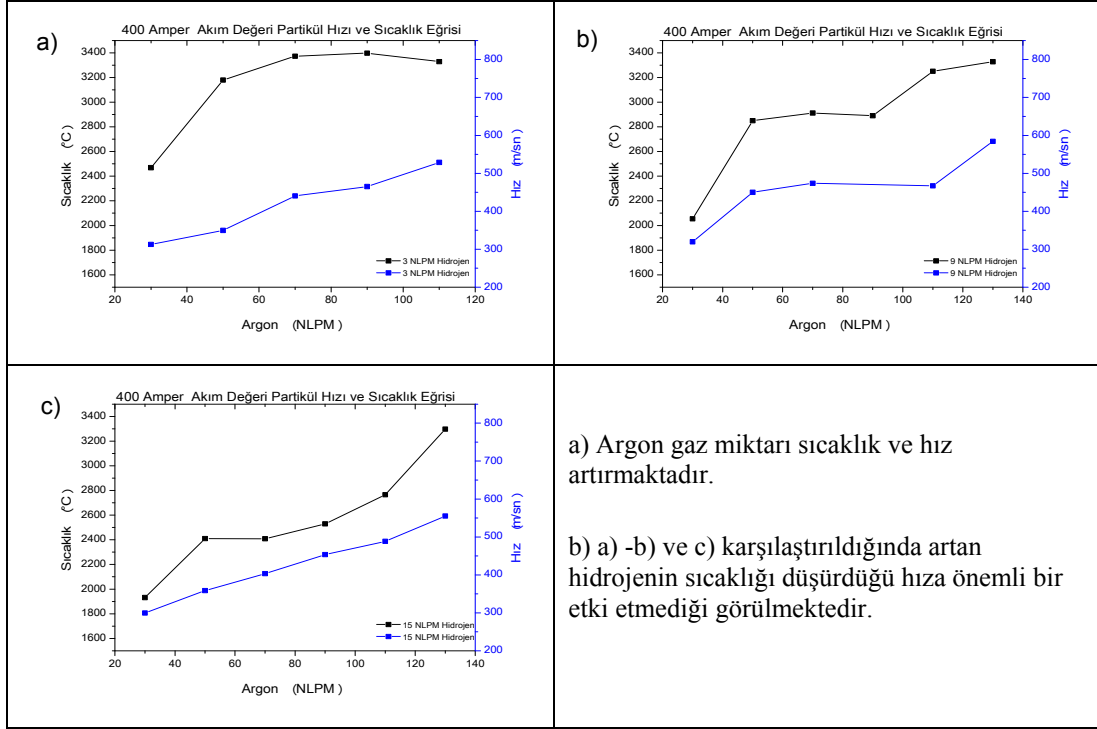 a)
400 Amper Akım Değeri Partikül Hızı ve Sıcaklık Eğrisi
3400
3200
3000
2800
2600
2400
2200
2000
1800
1600
Sıcaklık (°C)
800
700
600
500
400
300
200
Hız (m/sn)
3 NLPM Hidrojen
3 NLPM Hidrojen
20 40 60 80 100 120
Argon (NLPM)
b)
400 Amper Akım Değeri Partikül Hızı ve Sıcaklık Eğrisi
3400
3200
3000
2800
2600
2400
2200
2000
1800
1600
Sıcaklık (°C)
800
700
600
500
400
300
200
Hız (m/sn)
9 NLPM Hidrojen
9 NLPM Hidrojen
20 40 60 80 100 120 140
Argon (NLPM)
c)
400 Amper Akım Değeri Partikül Hızı ve Sıcaklık Eğrisi
3400
3200
3000
2800
2600
2400
2200
2000
1800
1600
Sıcaklık (°C)
800
700
600
500
400
300
200
Hız (m/sn)
15 NLPM Hidrojen
15 NLPM Hidrojen
20 40 60 80 100 120 140
Argon (NLPM)
a) Argon gaz miktarı sıcaklık ve hız
artırmaktadır.
b) a) -b) ve c) karşılaştırıldığında artan
hidrojenin sıcaklığı düşürdüğü hıza önemli bir
etki etmediği görülmektedir.